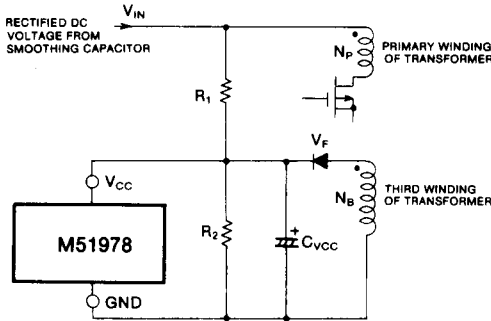 RECTIFIED DC
VOLTAGE FROM
SMOOTHING CAPACITOR
VIN
NP
PRIMARY WINDING
OF TRANSFORMER
R1
VF
VCC
NB
THIRD WINDING
OF TRANSFORMER
R2
+
CVCC
M51978
GND